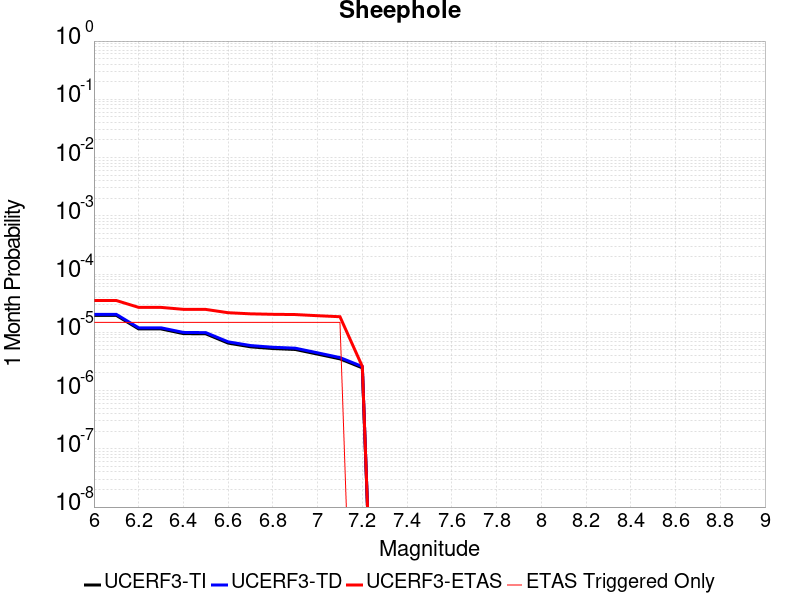 Sheephole
10^0
10^-1
10^-2
10^-3
10^-4
10^-5
10^-6
10^-7
10^-8
1 Month Probability
6 6.2 6.4 6.6 6.8 7 7.2 7.4 7.6 7.8 8 8.2 8.4 8.6 8.8 9
Magnitude
UCERF3-TI UCERF3-TD UCERF3-ETAS ETAS Triggered Only